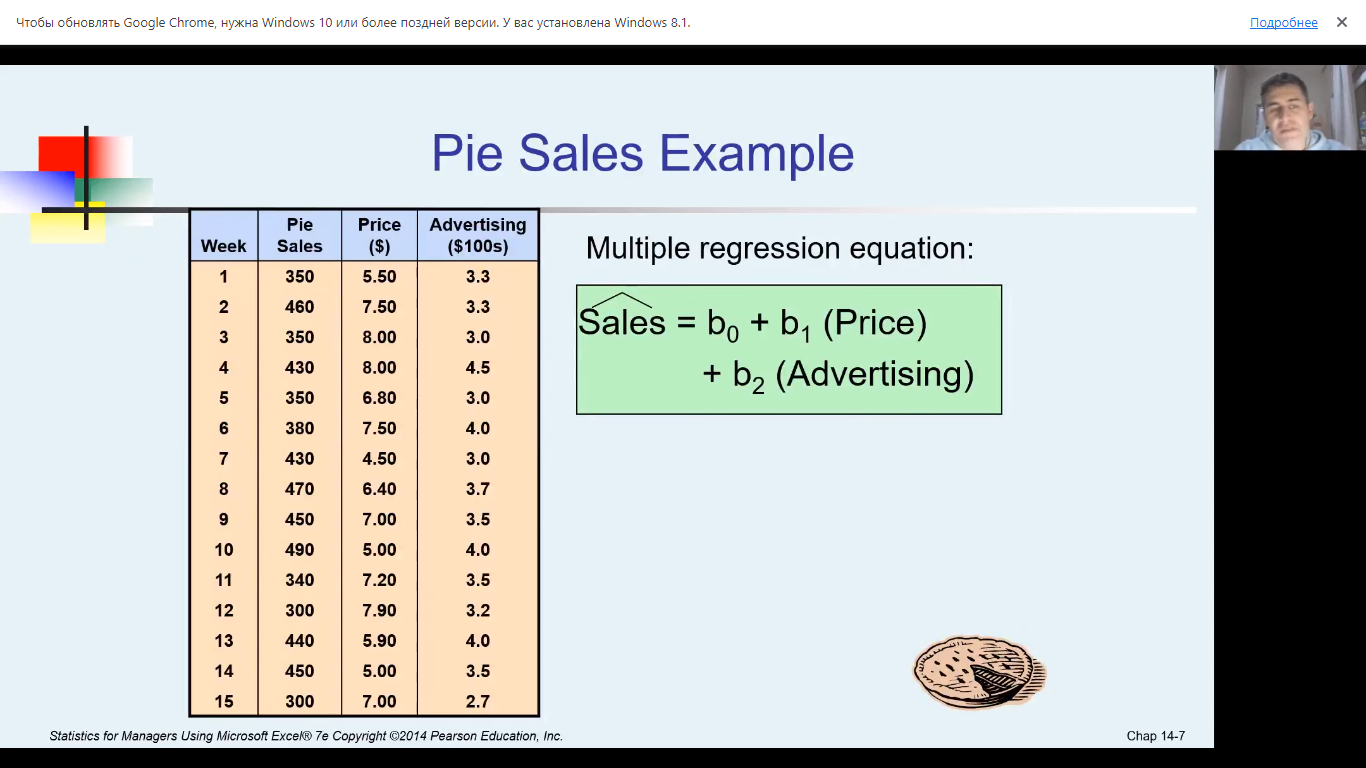 Чтобы обновлять Google Chrome, нужна Windows 10 или более поздней версии. У вас установлена Windows 8.1.
Подробнее
Pie Sales Example
Week Pie Sales Price ($) Advertising ($100s)
1 350 5.50 3.3
2 460 7.50 3.3
3 350 8.00 3.0
4 430 8.00 4.5
5 350 6.80 3.0
6 380 7.50 4.0
7 430 4.50 3.0
8 470 6.40 3.7
9 450 7.00 3.5
10 490 5.00 4.0
11 340 7.20 3.5
12 300 7.90 3.2
13 440 5.90 4.0
14 450 5.00 3.5
15 300 7.00 2.7
Multiple regression equation:
Sales = b0 + b1 (Price)
+ b2 (Advertising)
Statistics for Managers Using Microsoft Excel® 7e Copyright ©2014 Pearson Education, Inc.
Chap 14-7